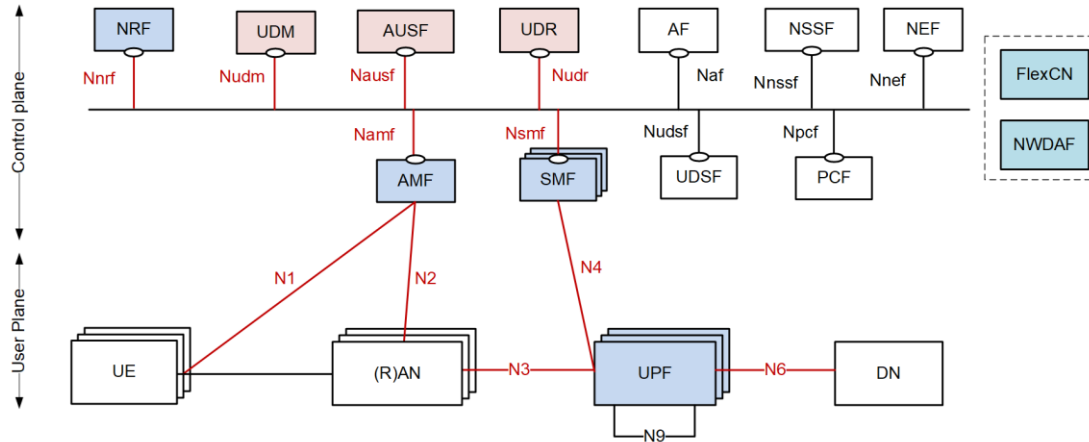 Control plane
NRF
UDM
AUSF
UDR
AF
NSSF
NEF
Nnrf
Nudm
Nausf
Nudr
Naf
Nnssf
Nnef
FlexCN
NWDAF
Namf
Nsmf
Nudsf
Npcf
AMF
SMF
UDSF
PCF
User Plane
N1
N2
N4
UE
(R)AN
N3
UPF
N6
DN
N9